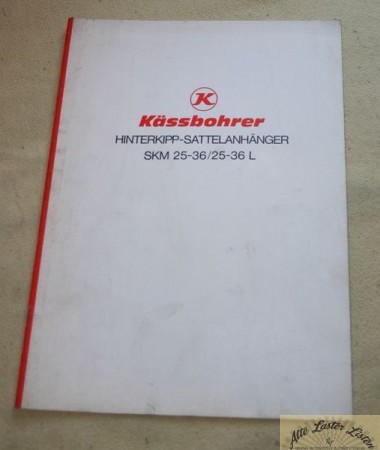 K
Kässbohrer
HINTERKIPP-SATTELANHÄNGER
SKM 25-36/25-36 L
Alte Laster Listen